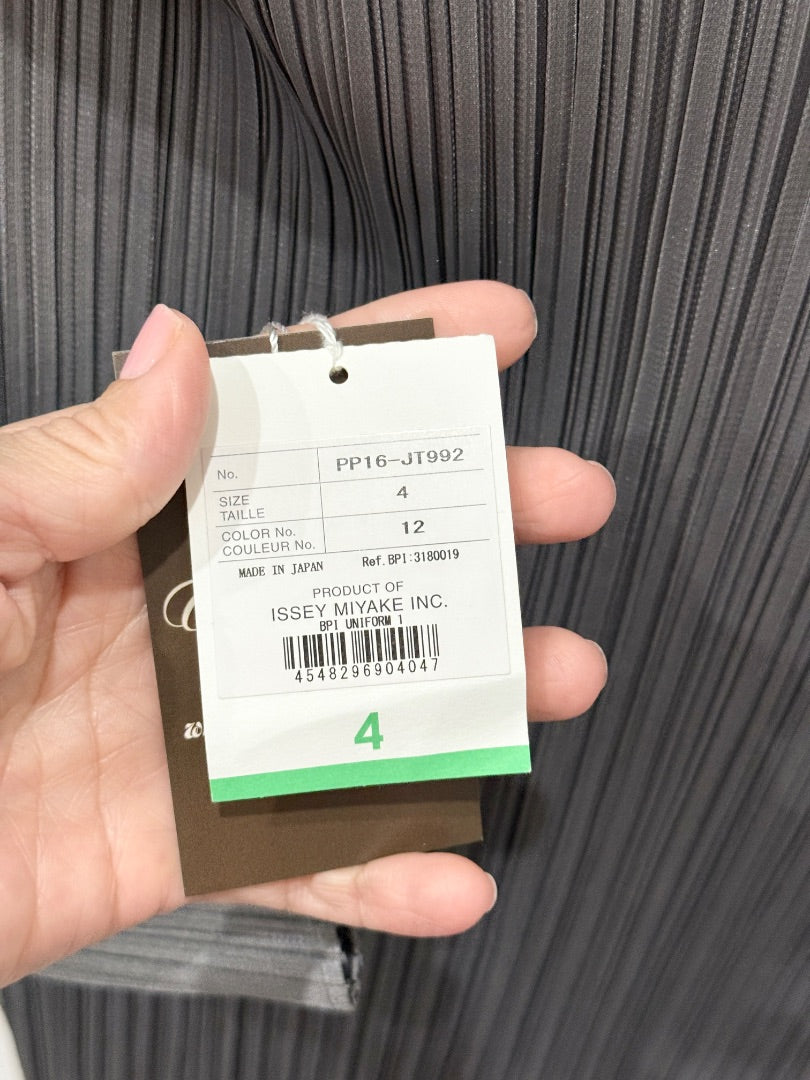 No. PP16-JT992
SIZE
TAILLE 4
COLOR No.
COULEUR No. 12
MADE IN JAPAN Ref.BPI:3180019
PRODUCT OF
ISSEY MIYAKE INC.
BPI UNIFORM 1
4548296904047
4